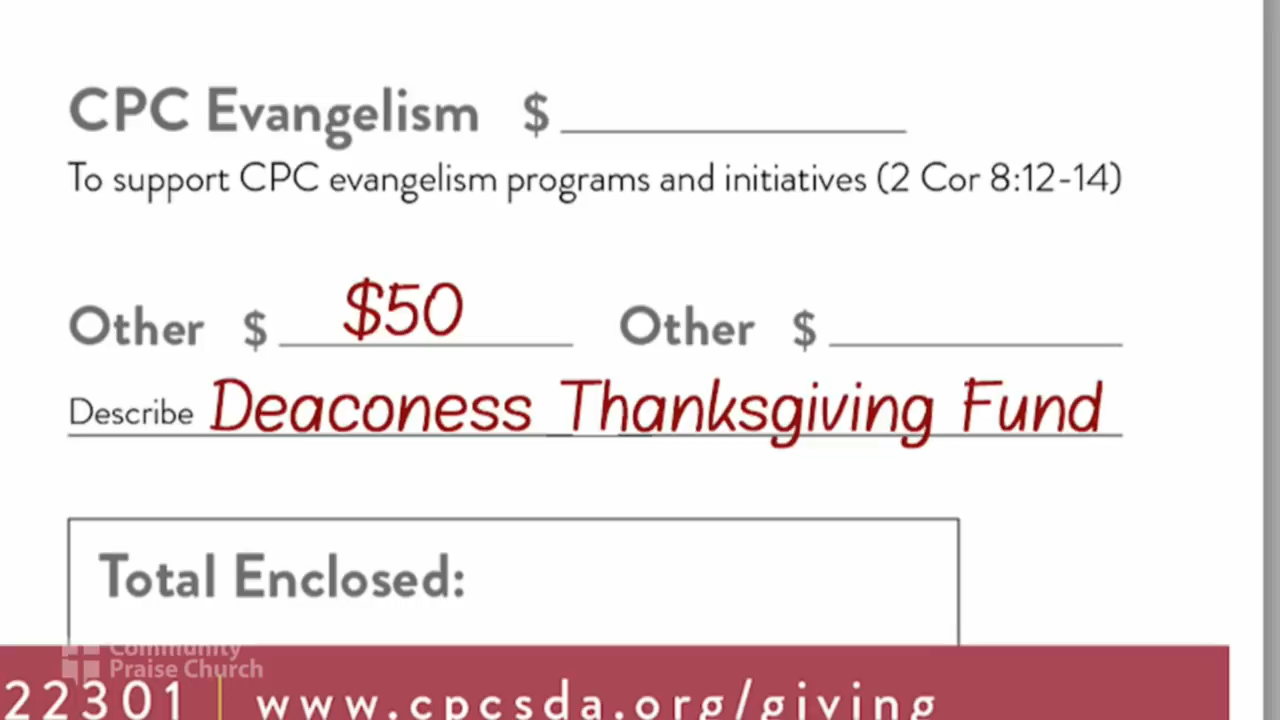 CPC Evangelism $
To support CPC evangelism programs and initiatives (2 Cor 8:12-14)
Other $ $50 Other $
Describe Deaconess Thanksgiving Fund
Total Enclosed:
Community
Praise Church
22301 | www.cpcsda.org/giving